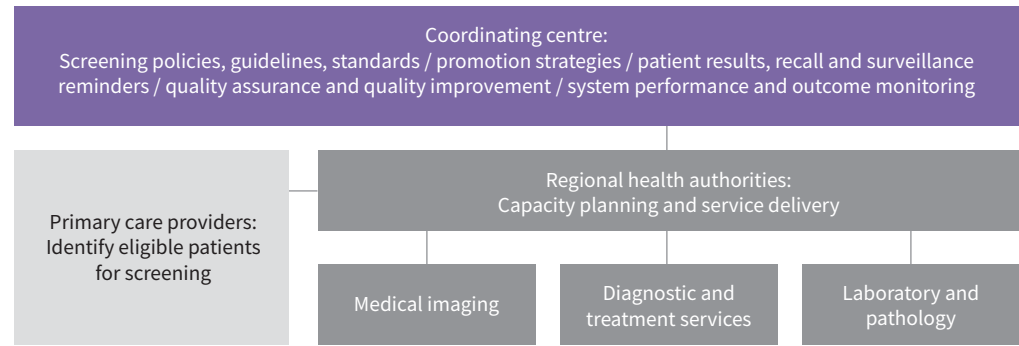 Coordinating centre:
Screening policies, guidelines, standards / promotion strategies / patient results, recall and surveillance
reminders / quality assurance and quality improvement / system performance and outcome monitoring
Primary care providers:
Identify eligible patients
for screening
Regional health authorities:
Capacity planning and service delivery
Medical imaging
Diagnostic and
treatment services
Laboratory and
pathology